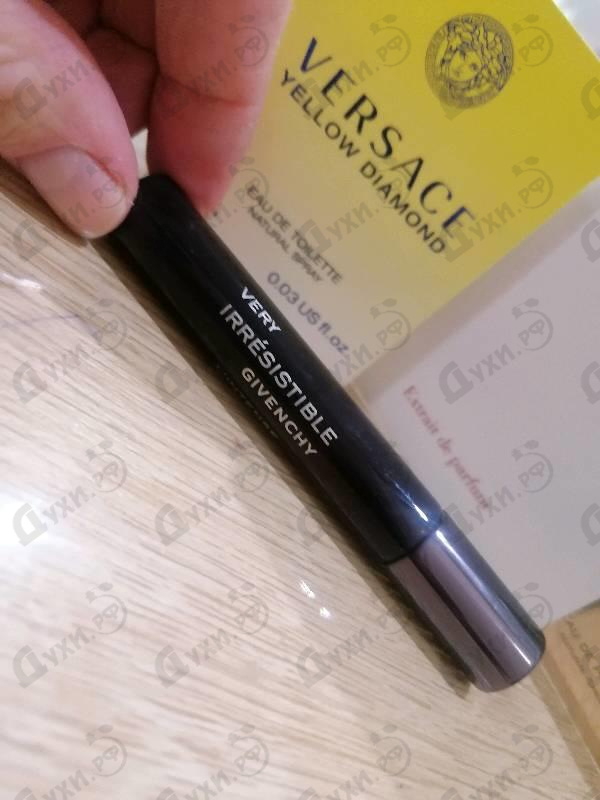 VERSACE
YELLOW DIAMOND
EAU DE TOILETTE
NATURAL SPRAY
0.03 US fl.oz
VERY
IRRÉSISTIBLE
GIVENCHY
Extrait de parfum
Духи.РФ